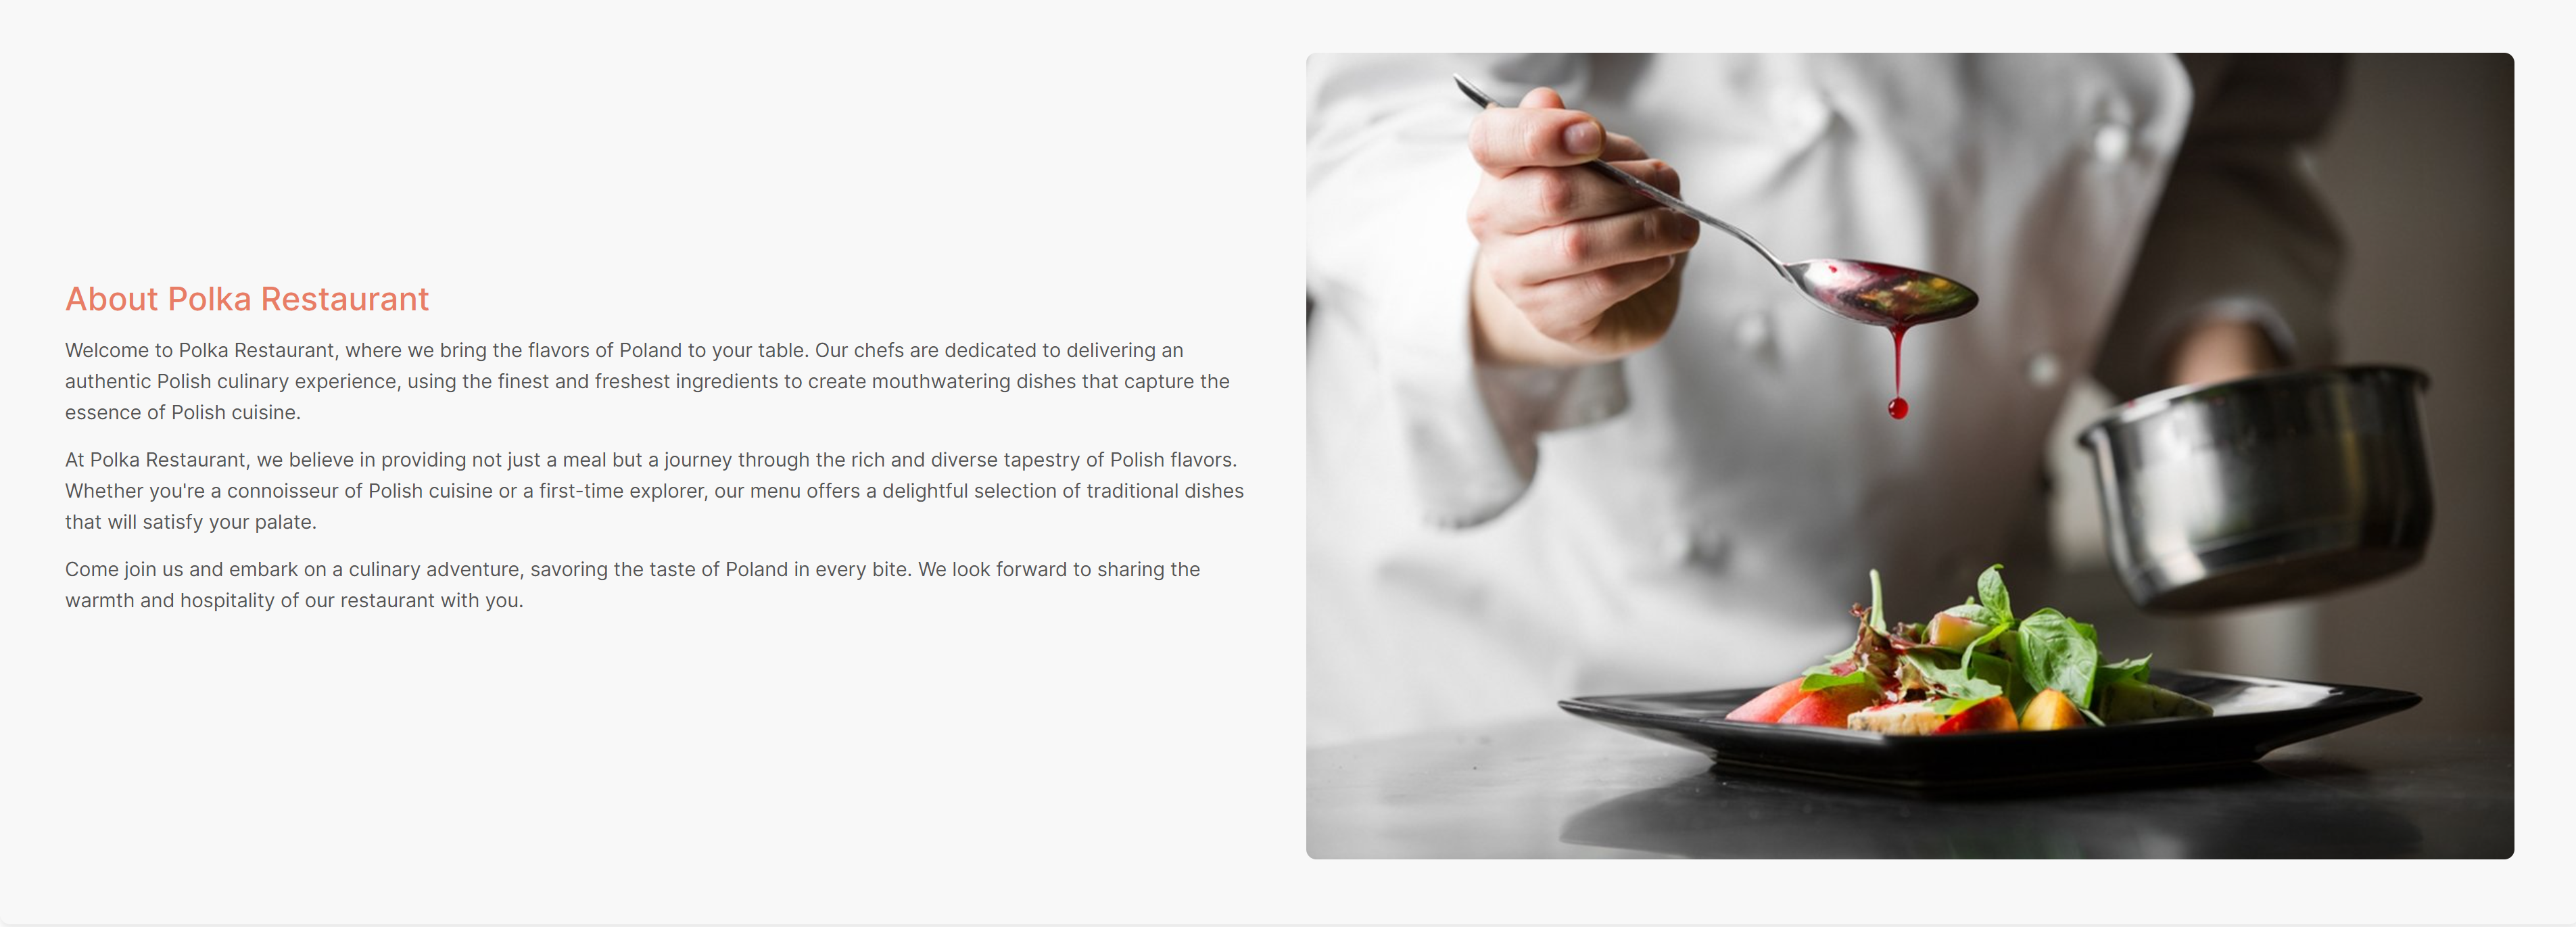 About Polka Restaurant
Welcome to Polka Restaurant, where we bring the flavors of Poland to your table. Our chefs are dedicated to delivering an
authentic Polish culinary experience, using the finest and freshest ingredients to create mouthwatering dishes that capture the
essence of Polish cuisine.
At Polka Restaurant, we believe in providing not just a meal but a journey through the rich and diverse tapestry of Polish flavors.
Whether you're a connoisseur of Polish cuisine or a first-time explorer, our menu offers a delightful selection of traditional dishes
that will satisfy your palate.
Come join us and embark on a culinary adventure, savoring the taste of Poland in every bite. We look forward to sharing the
warmth and hospitality of our restaurant with you.